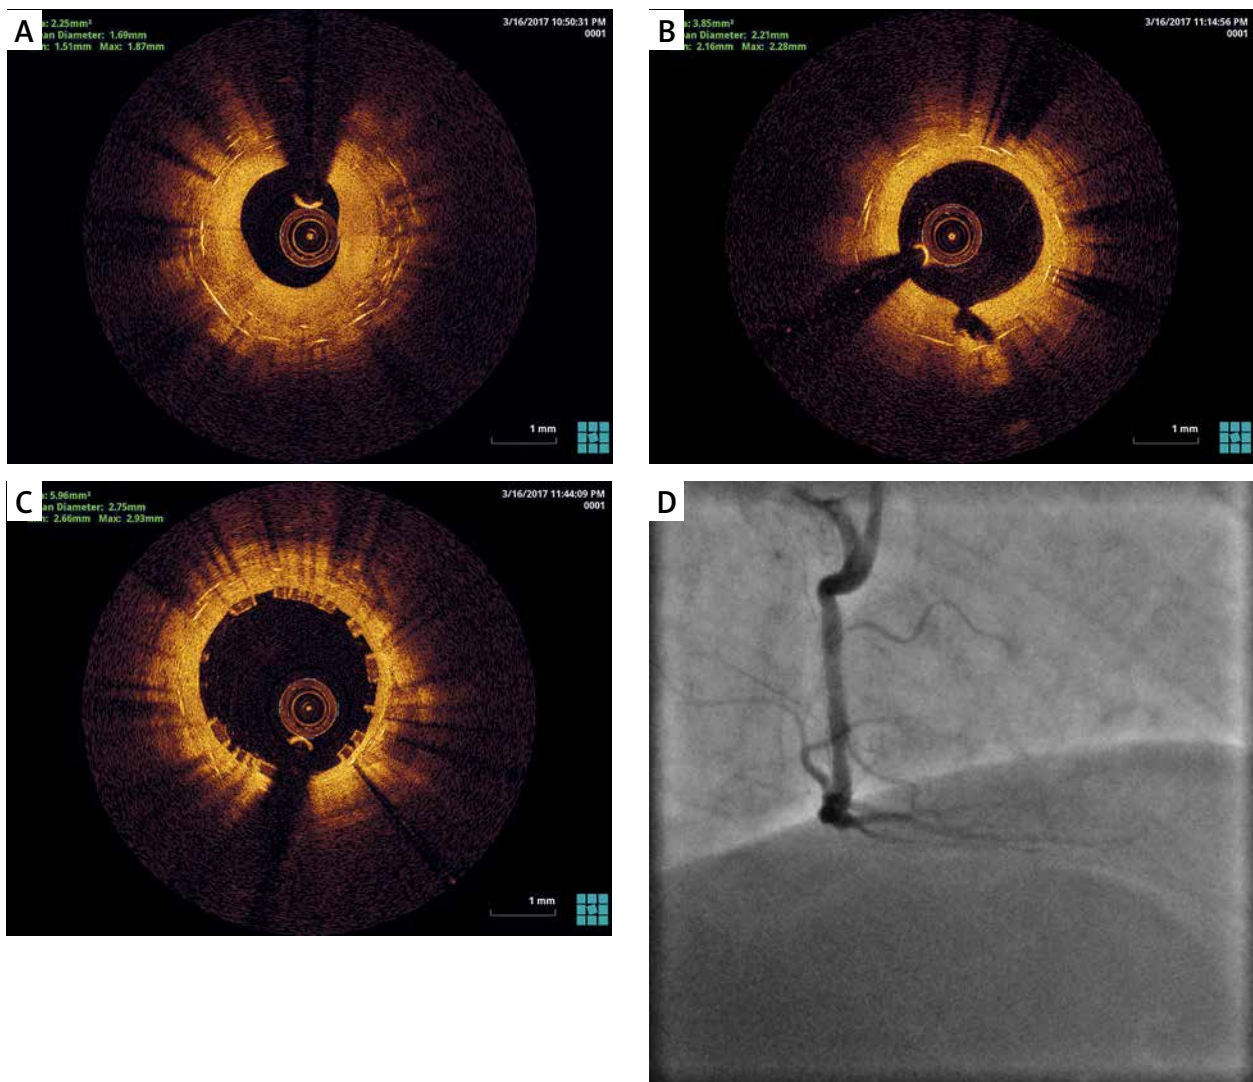 A
a: 2.25mm²
an Diameter: 1.69mm
n: 1.51mm Max: 1.87mm
3/16/2017 10:50:31 PM
0001
1 mm
B
a: 3.85mm²
an Diameter: 2.21mm
n: 2.16mm Max: 2.28mm
3/16/2017 11:14:56 PM
0001
1 mm
C
a: 5.96mm²
an Diameter: 2.75mm
in: 2.66mm Max: 2.93mm
3/16/2017 11:44:09 PM
0001
1 mm
D